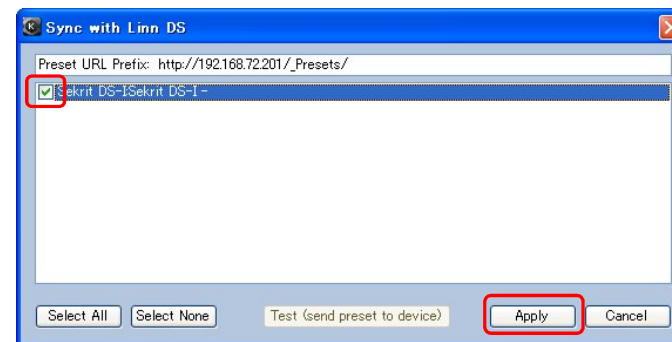 Sync with Linn DS
Preset URL Prefix: http://192.168.72.201/_Presets/
Sekrit DS-I:Sekrit DS-I -
Select All Select None Test (send preset to device) Apply Cancel